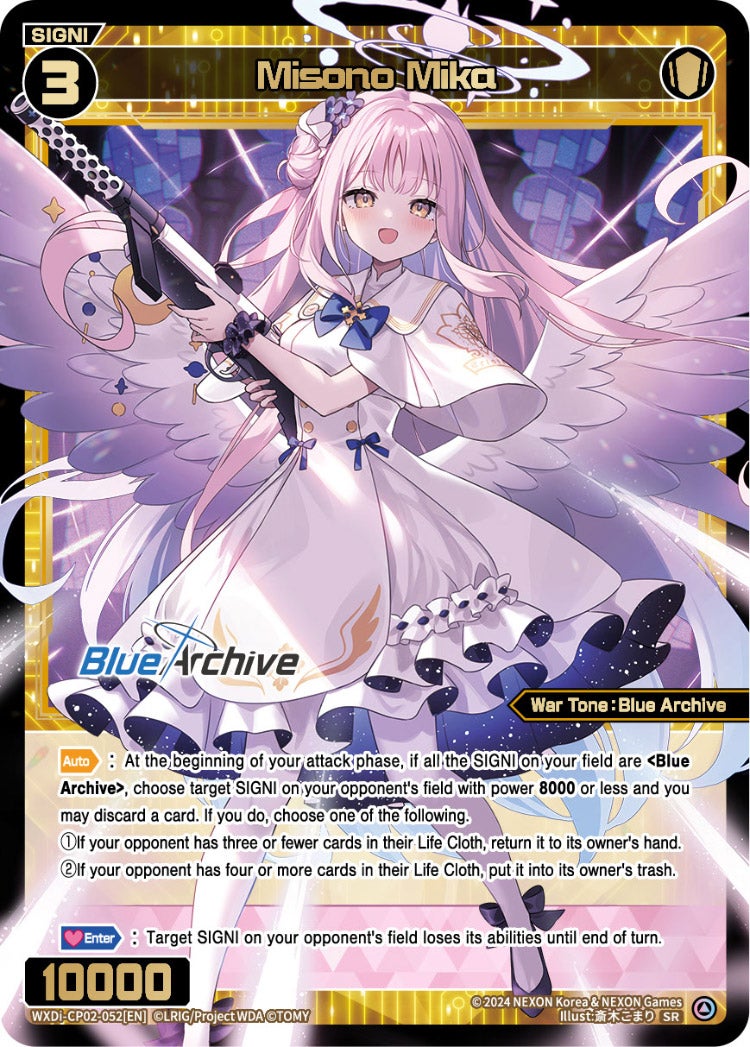 SIGNI
3
Misono Mika
Blue Archive
War Tone:Blue Archive
Auto : At the beginning of your attack phase, if all the SIGNI on your field are <Blue
Archive>, choose target SIGNI on your opponent's field with power 8000 or less and you
may discard a card. If you do, choose one of the following.
①If your opponent has three or fewer cards in their Life Cloth, return it to its owner's hand.
②If your opponent has four or more cards in their Life Cloth, put it into its owner's trash.
Enter : Target SIGNI on your opponent's field loses its abilities until end of turn.
10000
©2024 NEXON Korea & NEXON Games
WXDi-CP02-052[EN] ©LRIG/Project WDA ©TOMY
Illust:斎木こまり SR